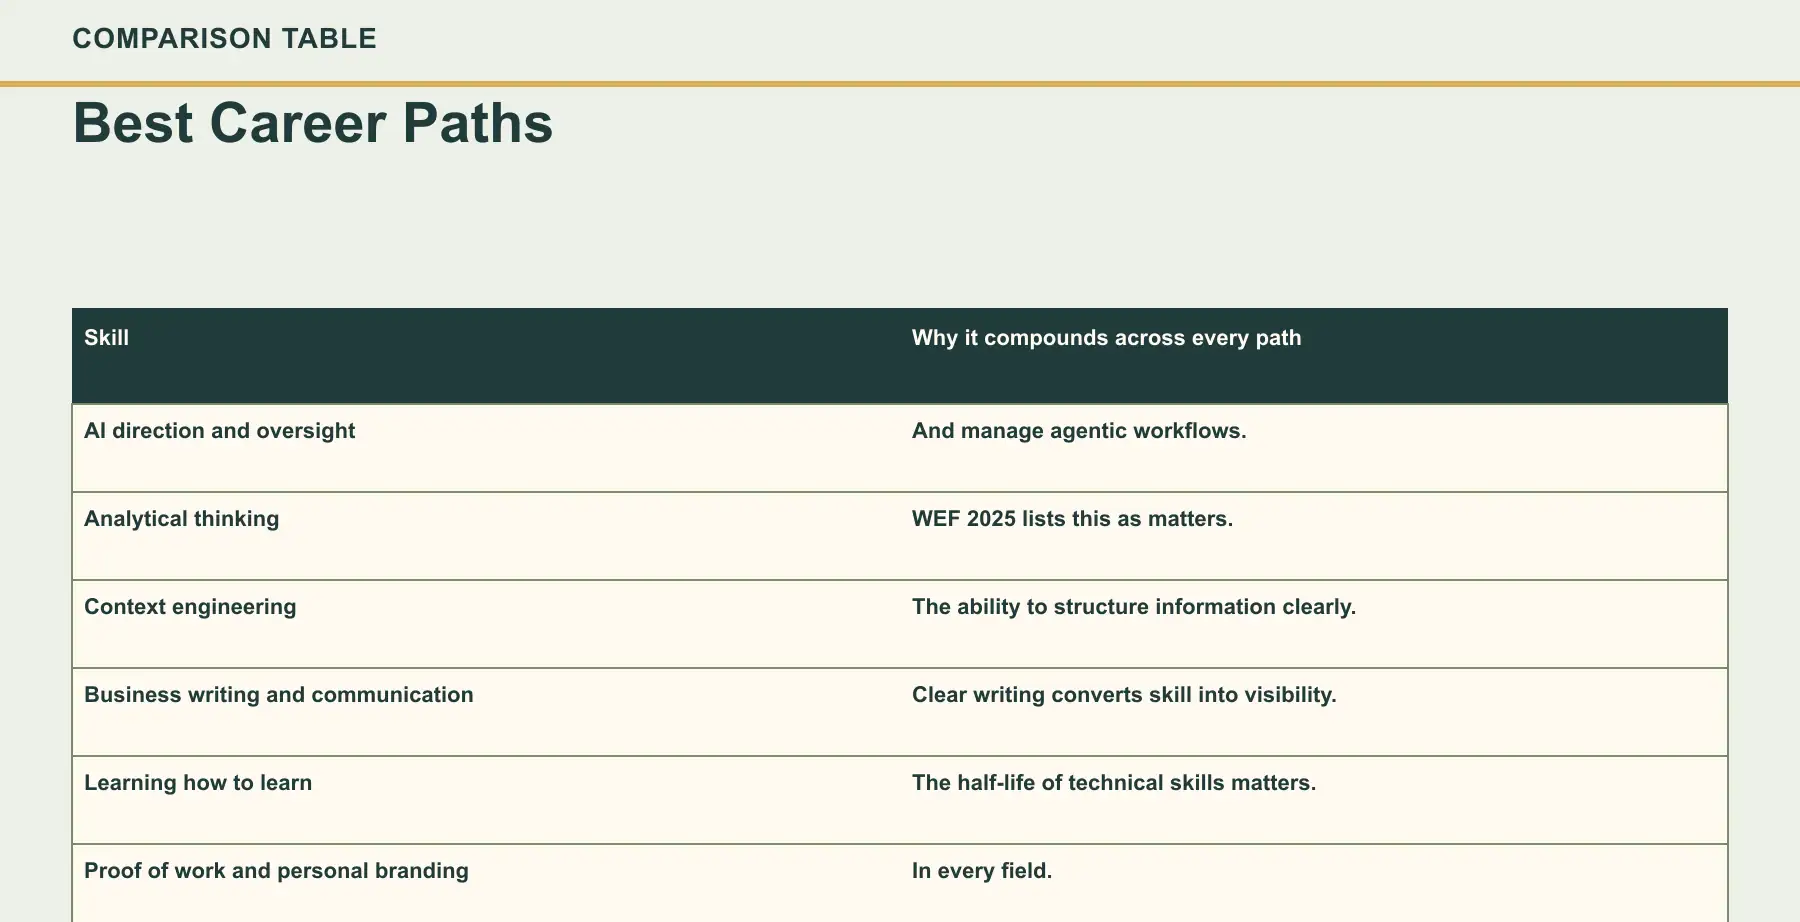 COMPARISON TABLE
Best Career Paths
Skill Why it compounds across every path
AI direction and oversight And manage agentic workflows.
Analytical thinking WEF 2025 lists this as matters.
Context engineering The ability to structure information clearly.
Business writing and communication Clear writing converts skill into visibility.
Learning how to learn The half-life of technical skills matters.
Proof of work and personal branding In every field.